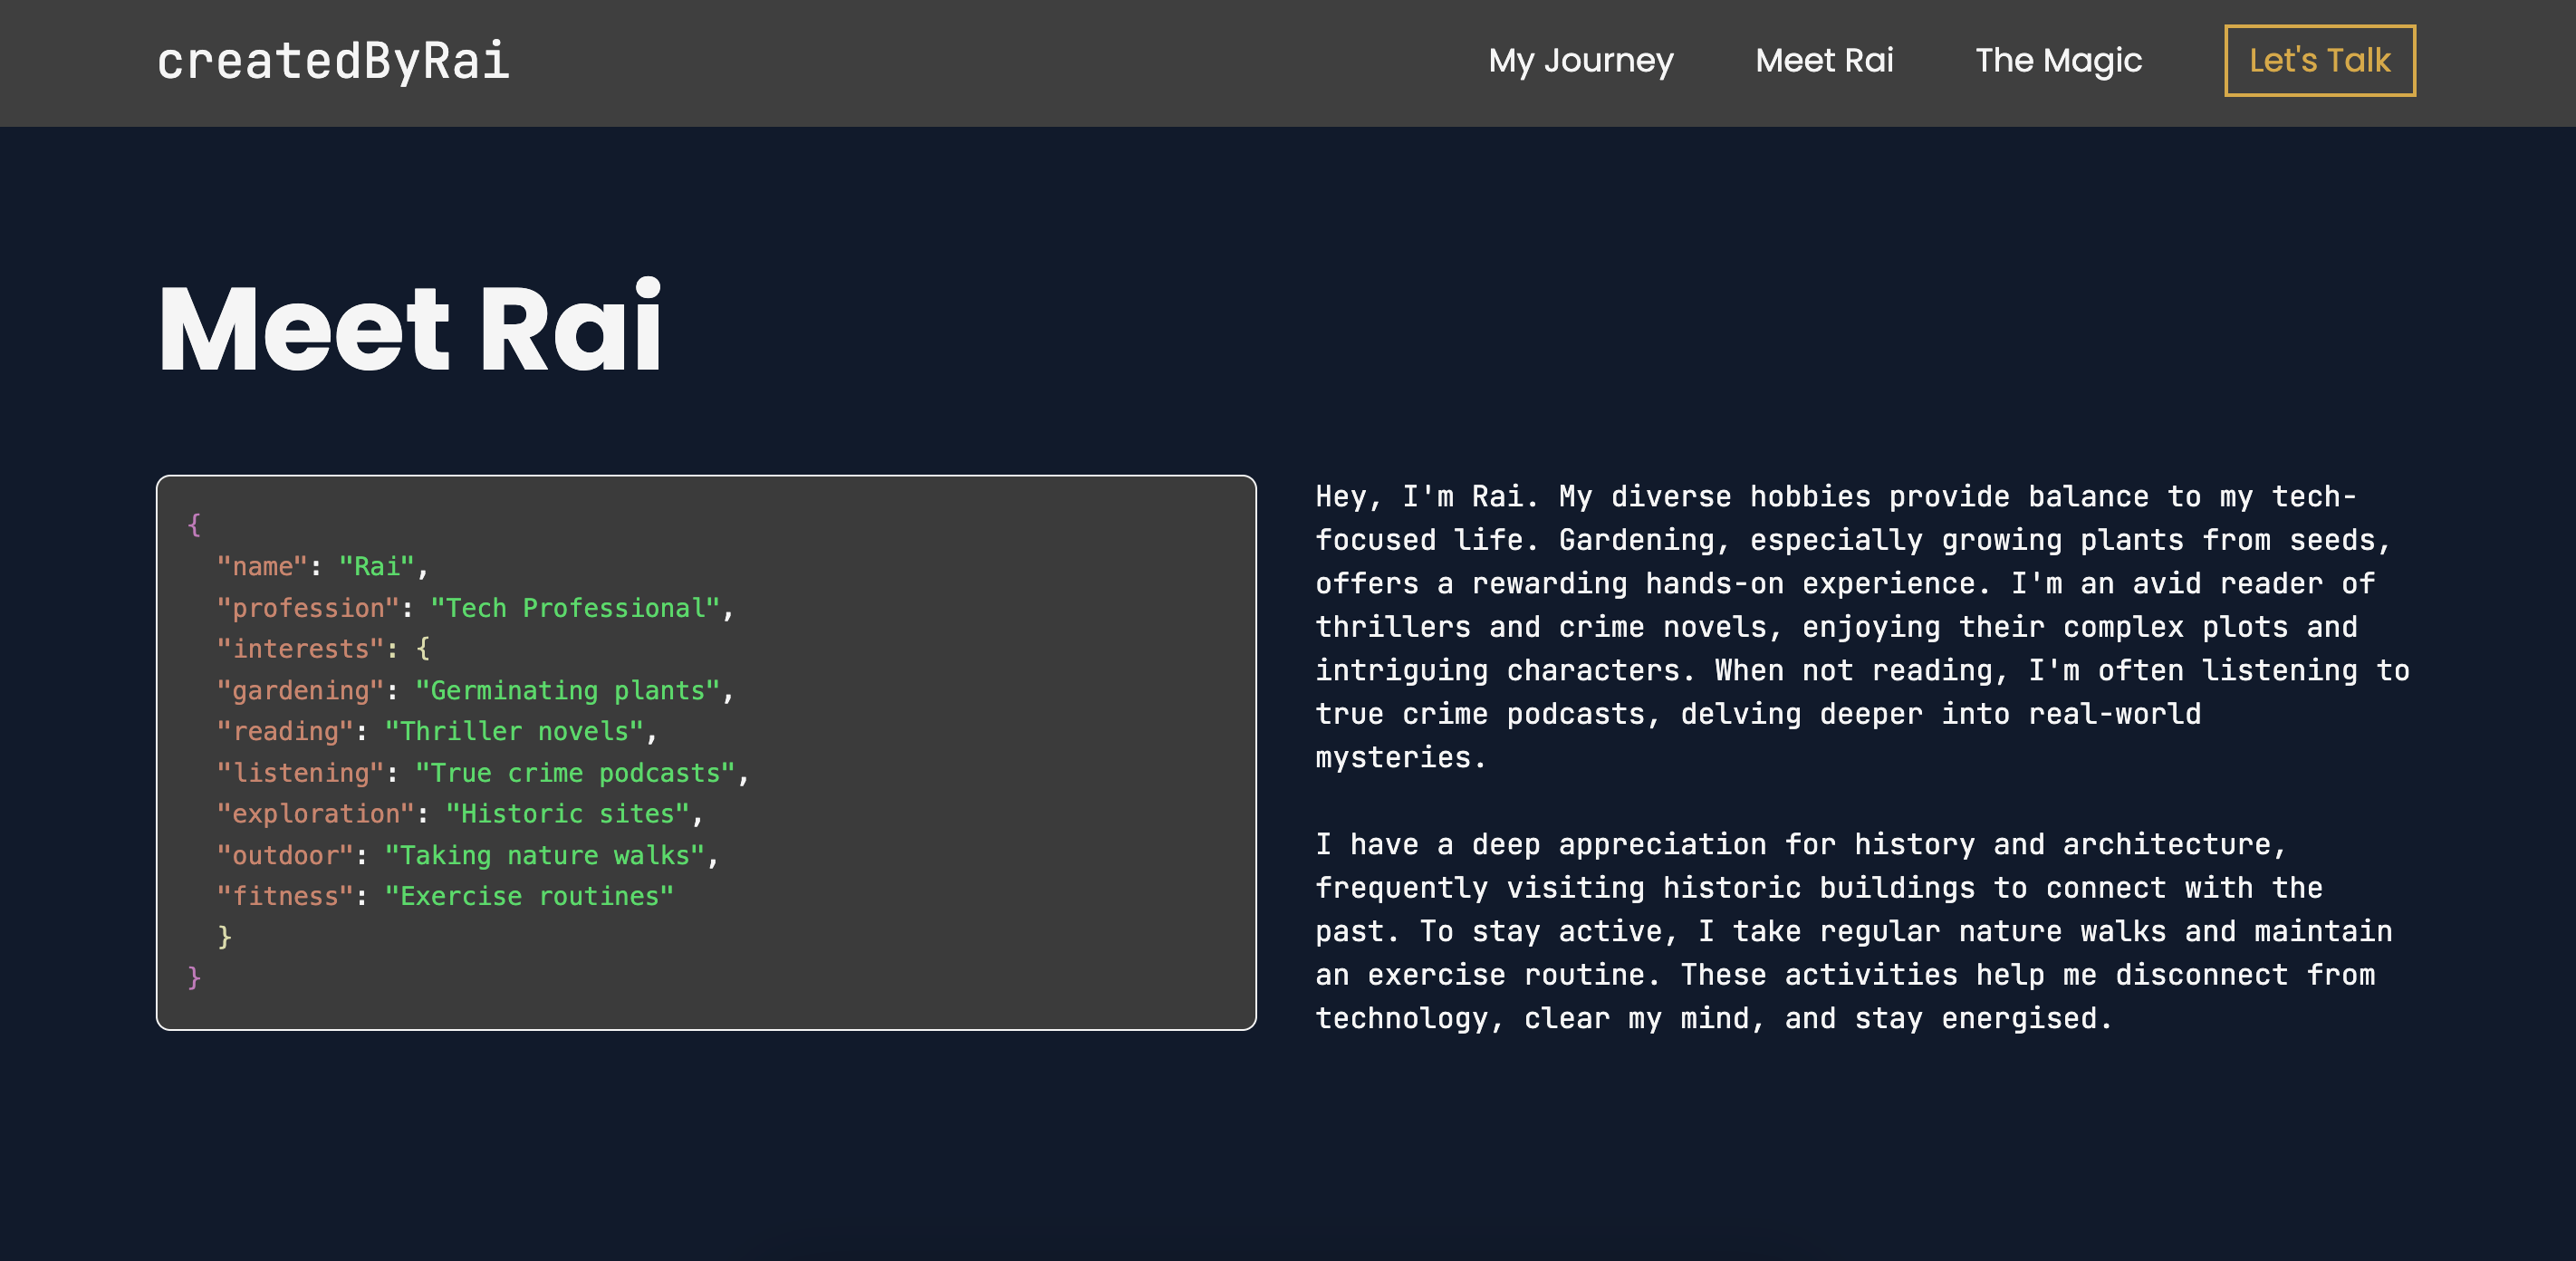 createdByRai
My Journey
Meet Rai
The Magic
Let's Talk
Meet Rai
{
"name": "Rai",
"profession": "Tech Professional",
"interests": {
"gardening": "Germinating plants",
"reading": "Thriller novels",
"listening": "True crime podcasts",
"exploration": "Historic sites",
"outdoor": "Taking nature walks",
"fitness": "Exercise routines"
}
}
Hey, I'm Rai. My diverse hobbies provide balance to my tech-
focused life. Gardening, especially growing plants from seeds,
offers a rewarding hands-on experience. I'm an avid reader of
thrillers and crime novels, enjoying their complex plots and
intriguing characters. When not reading, I'm often listening to
true crime podcasts, delving deeper into real-world
mysteries.
I have a deep appreciation for history and architecture,
frequently visiting historic buildings to connect with the
past. To stay active, I take regular nature walks and maintain
an exercise routine. These activities help me disconnect from
technology, clear my mind, and stay energised.